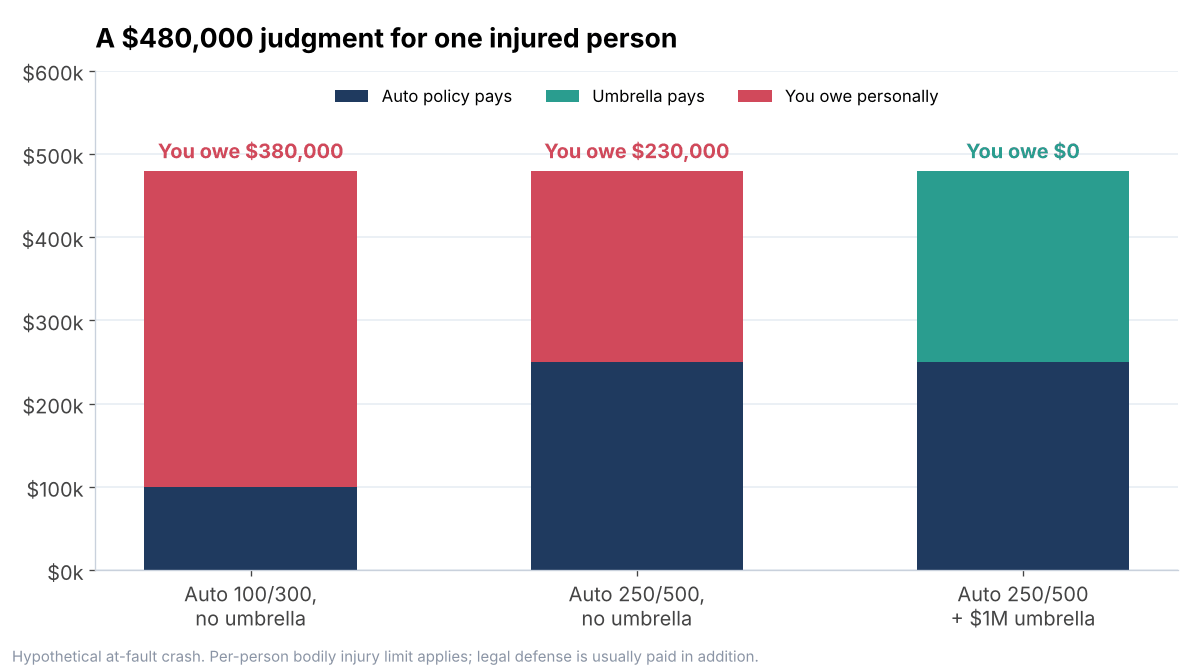 A $480,000 judgment for one injured person
$600k
Auto policy pays
Umbrella pays
You owe personally
$500k
You owe $380,000
You owe $230,000
You owe $0
$400k
$300k
$200k
$100k
$0k
Auto 100/300,
no umbrella
Auto 250/500,
no umbrella
Auto 250/500
+ $1M umbrella
Hypothetical at-fault crash. Per-person bodily injury limit applies; legal defense is usually paid in addition.